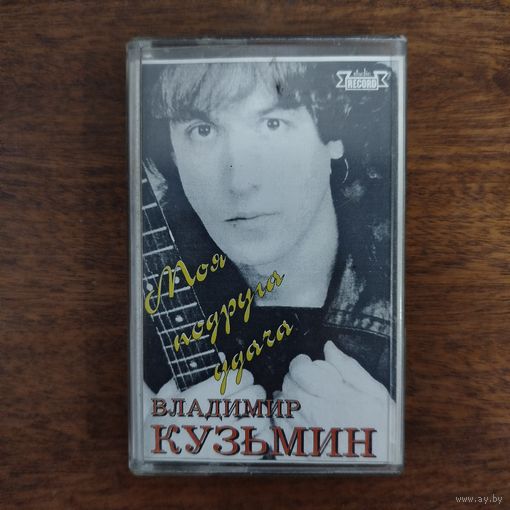 studio
RECORD
Моя
подруга
удача
ВЛАДИМИР
КУЗЬМИН
© www.ay.by